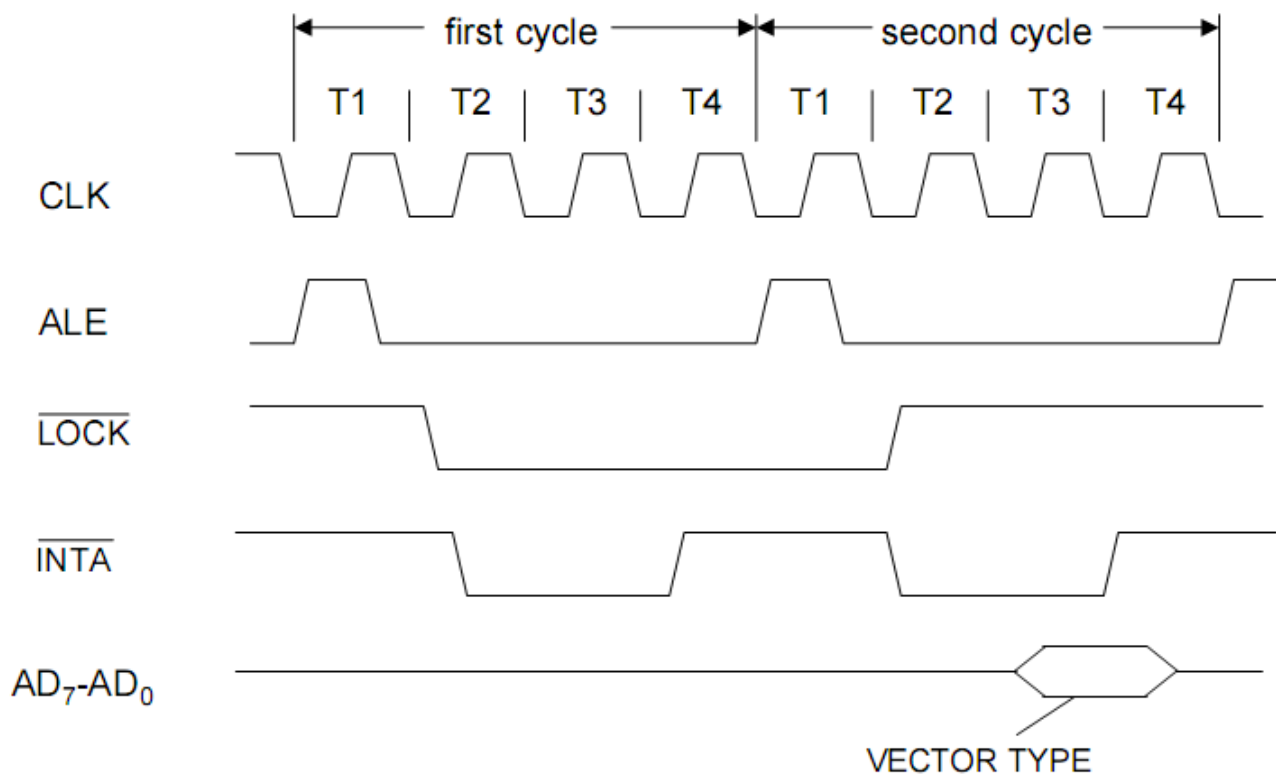 first cycle second cycle
T1 T2 T3 T4 T1 T2 T3 T4
CLK
ALE
LOCK
INTA
AD7-AD0
VECTOR TYPE